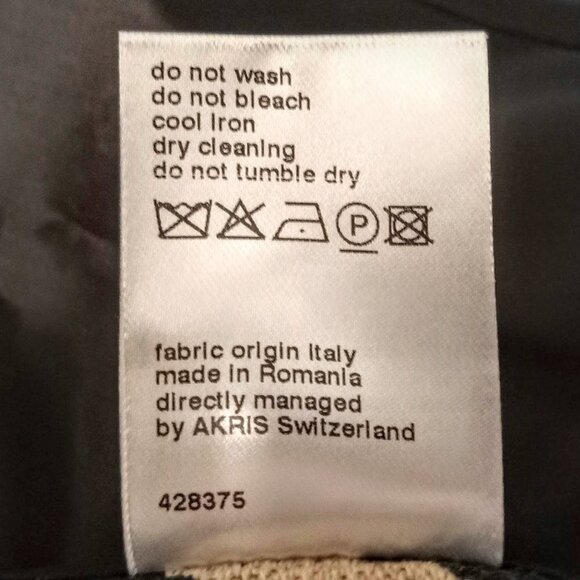 do not wash
do not bleach
cool iron
dry cleaning
do not tumble dry
P
fabric origin Italy
made in Romania
directly managed
by AKRIS Switzerland
428375